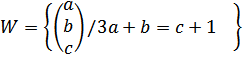 W = {(a b c) / 3a + b = c + 1 }